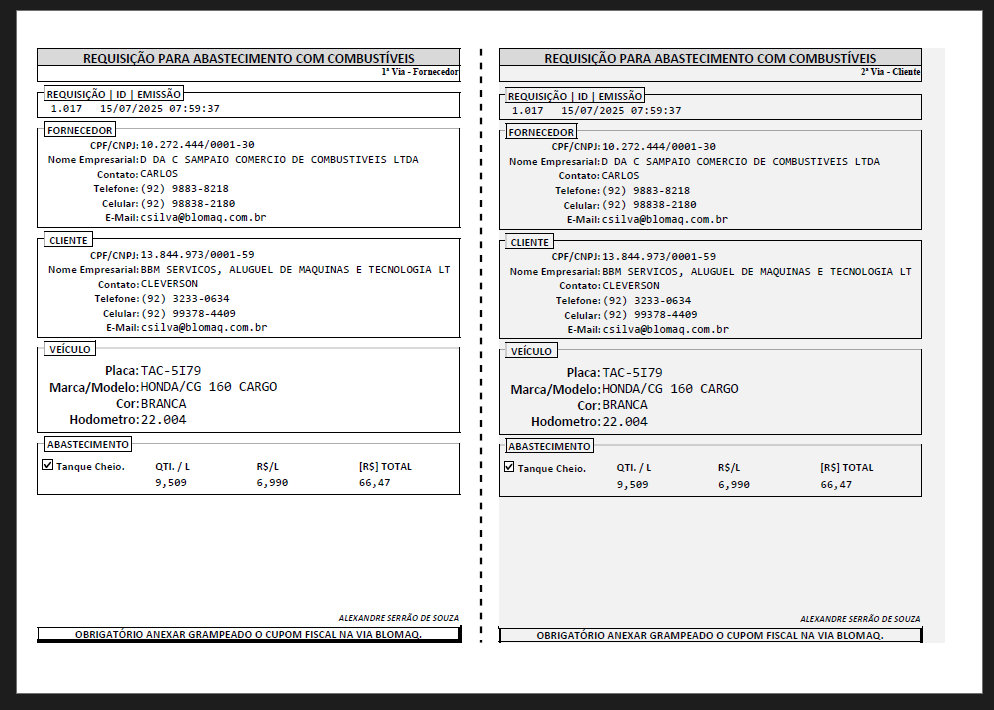 REQUISIÇÃO PARA ABASTECIMENTO COM COMBUSTÍVEIS
1ª Via - Fornecedor
REQUISIÇÃO | ID | EMISSÃO
1.017 15/07/2025 07:59:37
FORNECEDOR
CPF/CNPJ: 10.272.444/0001-30
Nome Empresarial: D DA C SAMPAIO COMERCIO DE COMBUSTIVEIS LTDA
Contato: CARLOS
Telefone: (92) 9883-8218
Celular: (92) 98838-2180
E-Mail: csilva@blomaq.com.br
CLIENTE
CPF/CNPJ: 13.844.973/0001-59
Nome Empresarial: BBM SERVICOS, ALUGUEL DE MAQUINAS E TECNOLOGIA LT
Contato: CLEVERSON
Telefone: (92) 3233-0634
Celular: (92) 99378-4409
E-Mail: csilva@blomaq.com.br
VEÍCULO
Placa: TAC-5I79
Marca/Modelo: HONDA/CG 160 CARGO
Cor: BRANCA
Hodometro: 22.004
ABASTECIMENTO
Tanque Cheio. QTI. / L R$/L [R$] TOTAL
9,509 6,990 66,47
ALEXANDRE SERRÃO DE SOUZA
OBRIGATÓRIO ANEXAR GRAMPEADO O CUPOM FISCAL NA VIA BLOMAQ.
REQUISIÇÃO PARA ABASTECIMENTO COM COMBUSTÍVEIS
2ª Via - Cliente
REQUISIÇÃO | ID | EMISSÃO
1.017 15/07/2025 07:59:37
FORNECEDOR
CPF/CNPJ: 10.272.444/0001-30
Nome Empresarial: D DA C SAMPAIO COMERCIO DE COMBUSTIVEIS LTDA
Contato: CARLOS
Telefone: (92) 9883-8218
Celular: (92) 98838-2180
E-Mail: csilva@blomaq.com.br
CLIENTE
CPF/CNPJ: 13.844.973/0001-59
Nome Empresarial: BBM SERVICOS, ALUGUEL DE MAQUINAS E TECNOLOGIA LT
Contato: CLEVERSON
Telefone: (92) 3233-0634
Celular: (92) 99378-4409
E-Mail: csilva@blomaq.com.br
VEÍCULO
Placa: TAC-5I79
Marca/Modelo: HONDA/CG 160 CARGO
Cor: BRANCA
Hodometro: 22.004
ABASTECIMENTO
Tanque Cheio. QTI. / L R$/L [R$] TOTAL
9,509 6,990 66,47
ALEXANDRE SERRÃO DE SOUZA
OBRIGATÓRIO ANEXAR GRAMPEADO O CUPOM FISCAL NA VIA BLOMAQ.